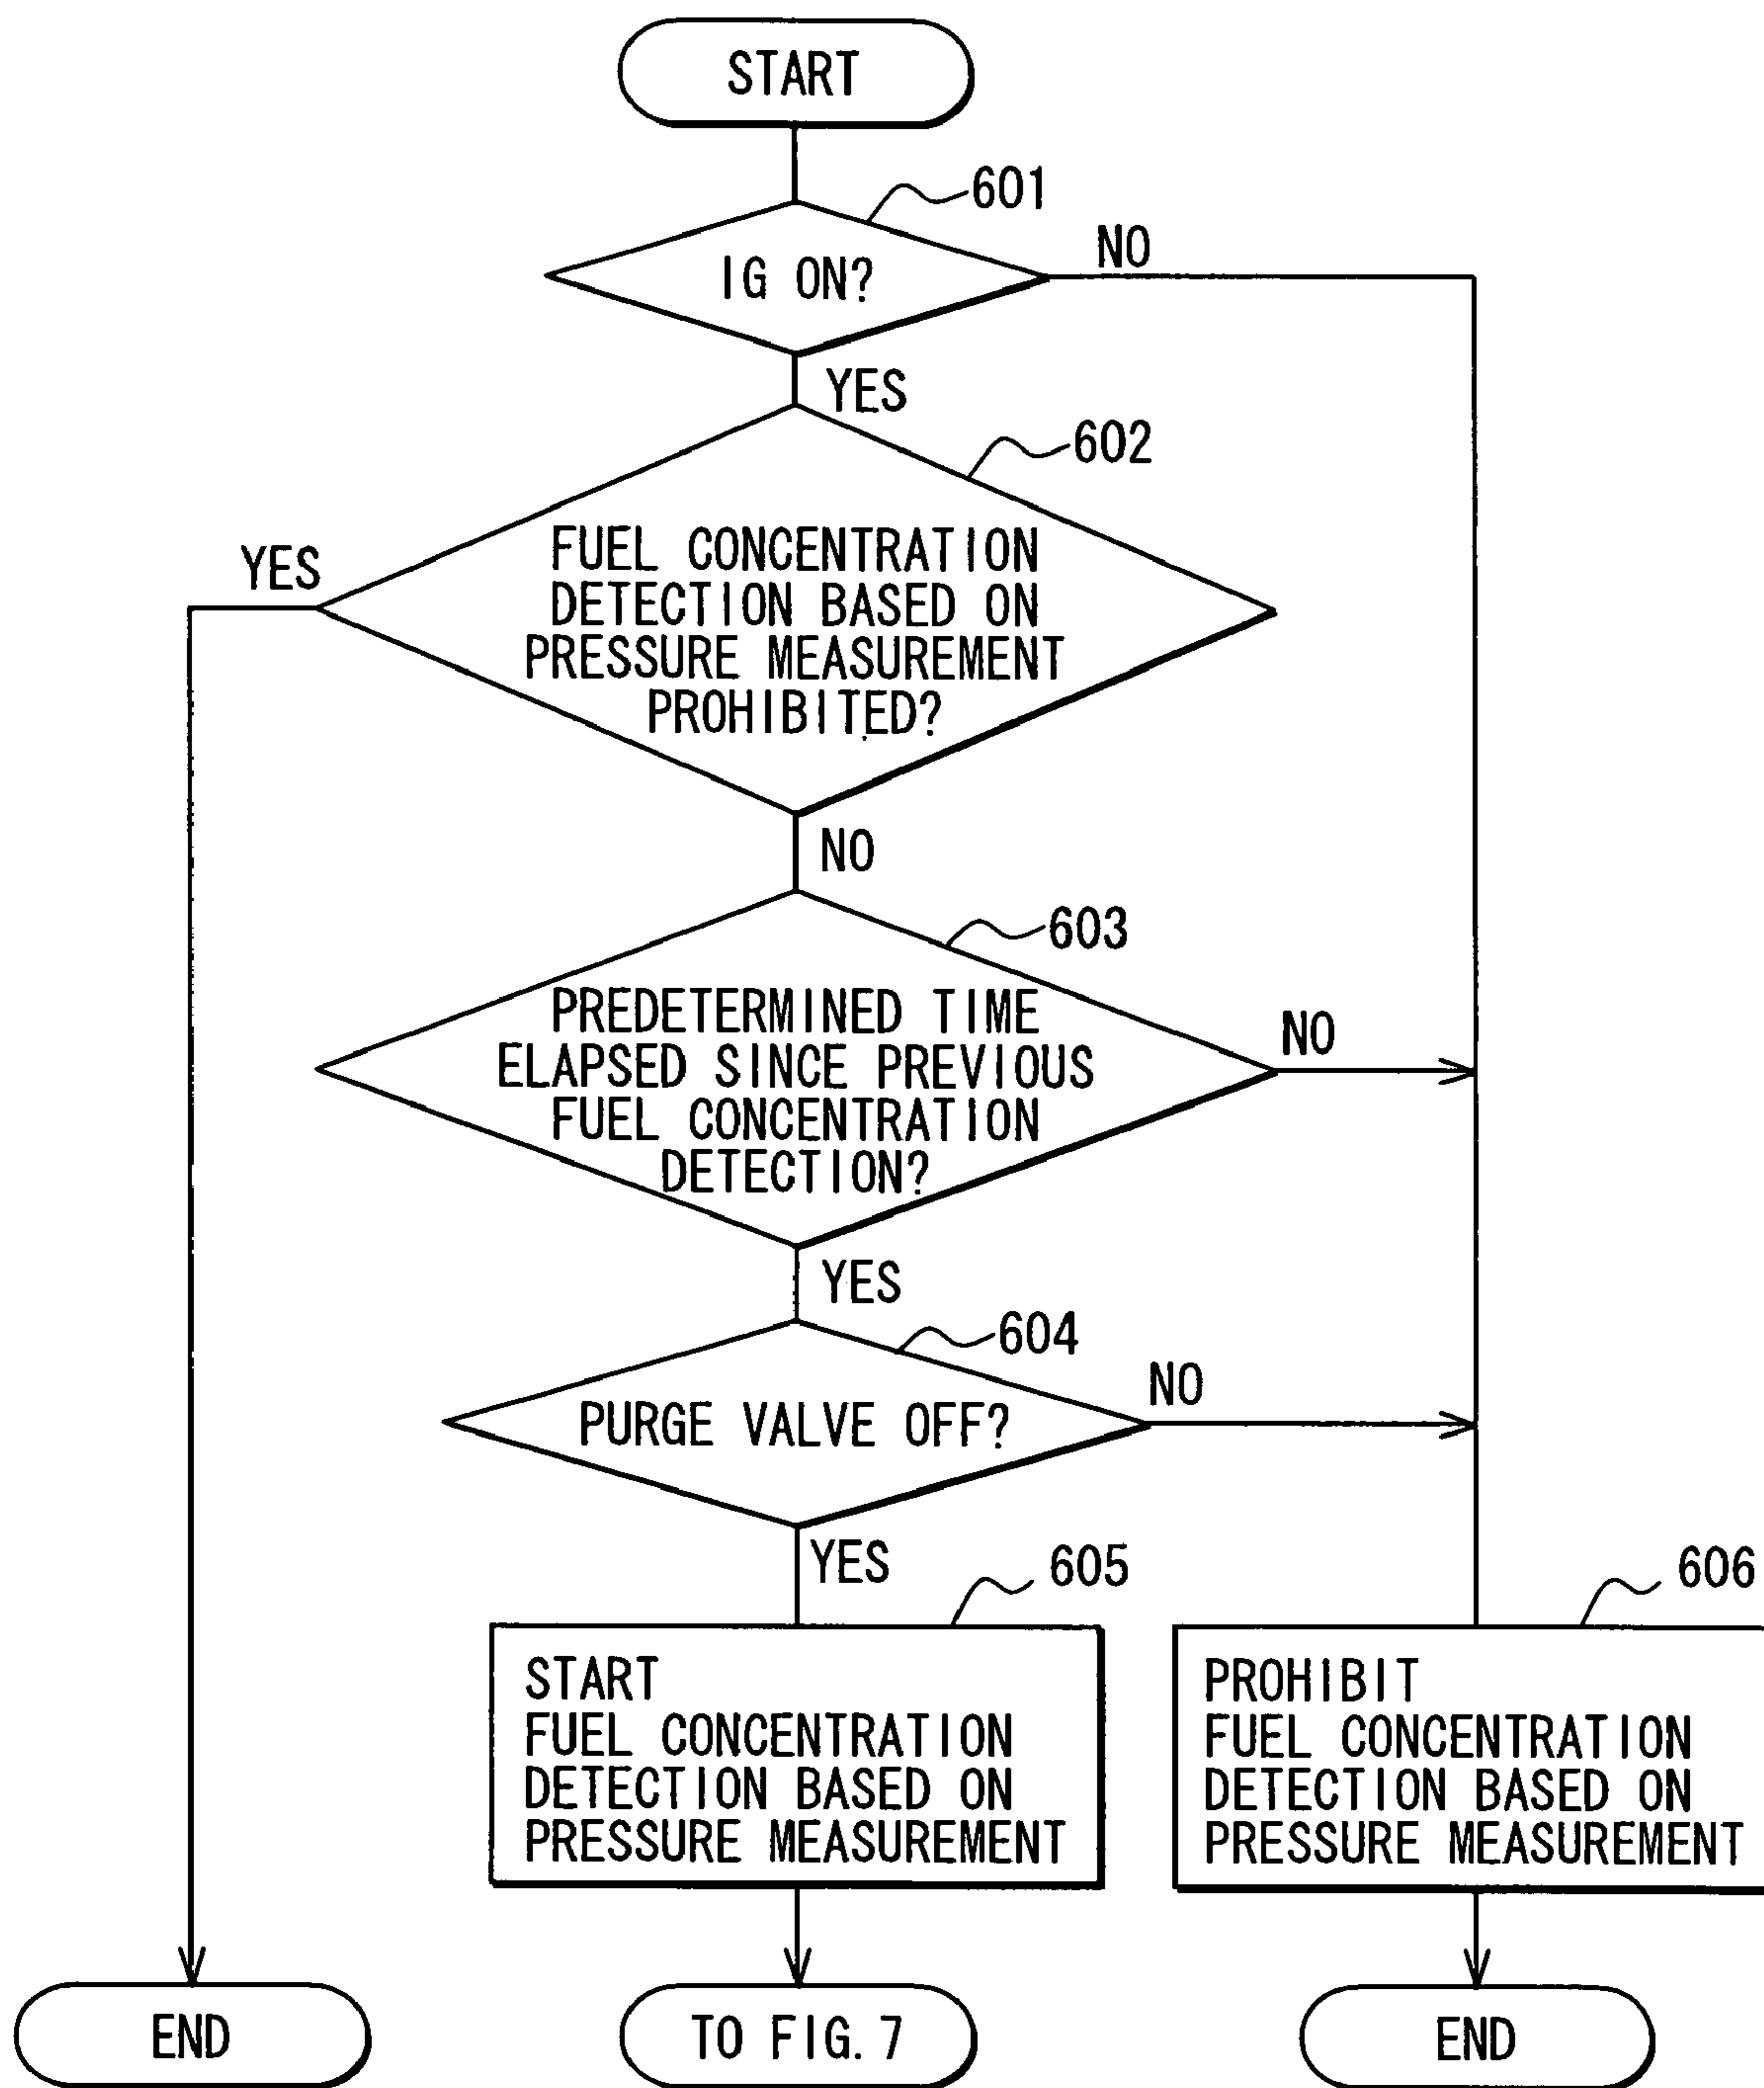 START
601
IG ON?
NO
YES
602
YES
FUEL CONCENTRATION
DETECTION BASED ON
PRESSURE MEASUREMENT
PROHIBITED?
NO
603
PREDETERMINED TIME
ELAPSED SINCE PREVIOUS
FUEL CONCENTRATION
DETECTION?
NO
YES
604
PURGE VALVE OFF?
NO
YES
605
START
FUEL CONCENTRATION
DETECTION BASED ON
PRESSURE MEASUREMENT
606
PROHIBIT
FUEL CONCENTRATION
DETECTION BASED ON
PRESSURE MEASUREMENT
END
TO FIG. 7
END